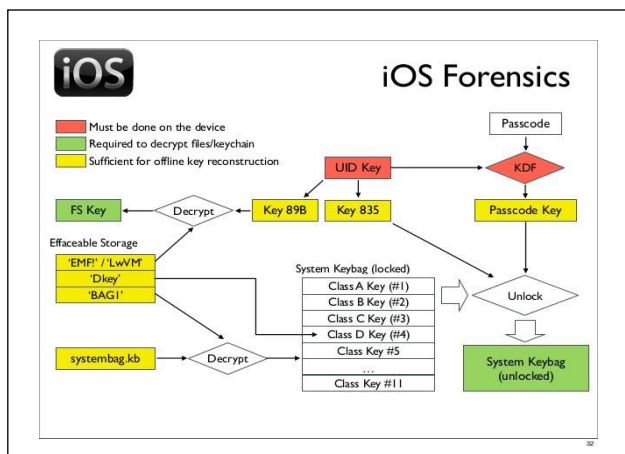 iOS
iOS Forensics
Must be done on the device
Required to decrypt files/keychain
Sufficient for offline key reconstruction
Passcode
UID Key
KDF
FS Key
Decrypt
Key 89B
Key 835
Passcode Key
Effaceable Storage
'EMF!' / 'LwVM'
'Dkey'
'BAG1'
System Keybag (locked)
Class A Key (#1)
Class B Key (#2)
Class C Key (#3)
Class D Key (#4)
Class Key #5
...
Class Key #11
Unlock
systembag.kb
Decrypt
System Keybag
(unlocked)
32